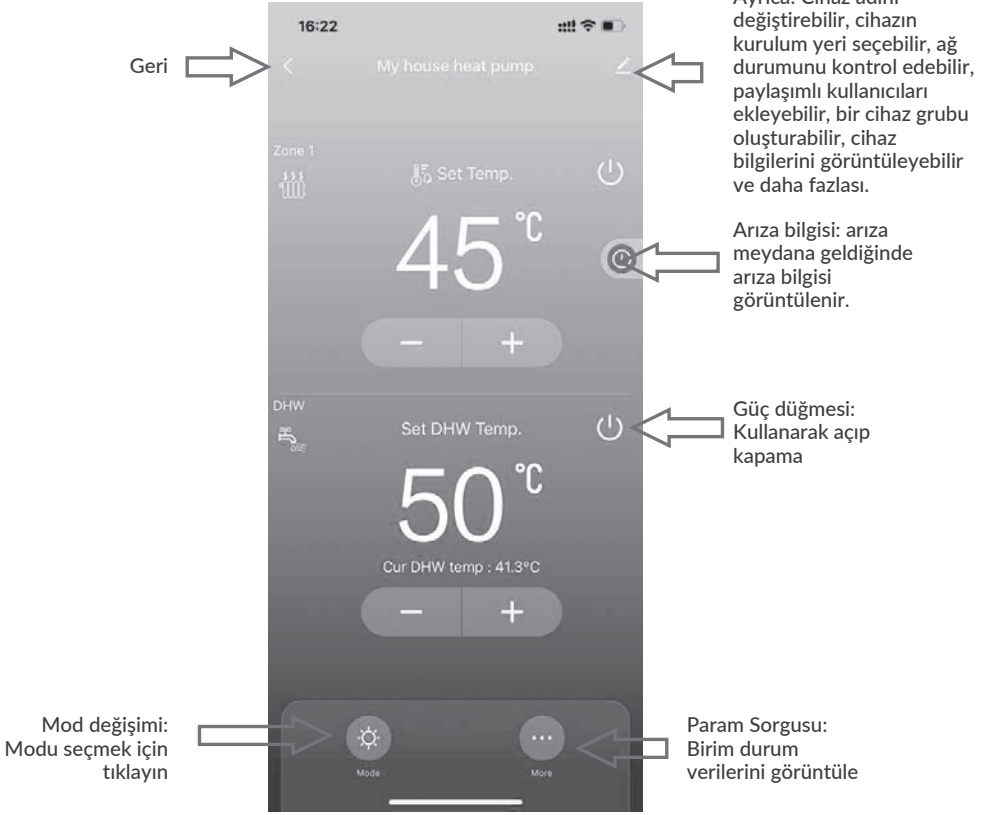 Ayrıca: Cihaz adını
değiştirebilir, cihazın
kurulum yeri seçebilir, ağ
durumunu kontrol edebilir,
paylaşımlı kullanıcıları
ekleyebilir, bir cihaz grubu
oluşturabilir, cihaz
bilgilerini görüntüleyebilir
ve daha fazlası.
16:22
Geri
My house heat pump
Zone 1
Set Temp.
45 °C
Arıza bilgisi: arıza
meydana geldiğinde
arıza bilgisi
görüntülenir.
− +
DHW
Set DHW Temp.
50 °C
Güç düğmesi:
Kullanarak açıp
kapama
Cur DHW temp : 41.3°C
− +
Mod değişimi:
Modu seçmek için
tıklayın
Mode
More
Param Sorgusu:
Birim durum
verilerini görüntüle